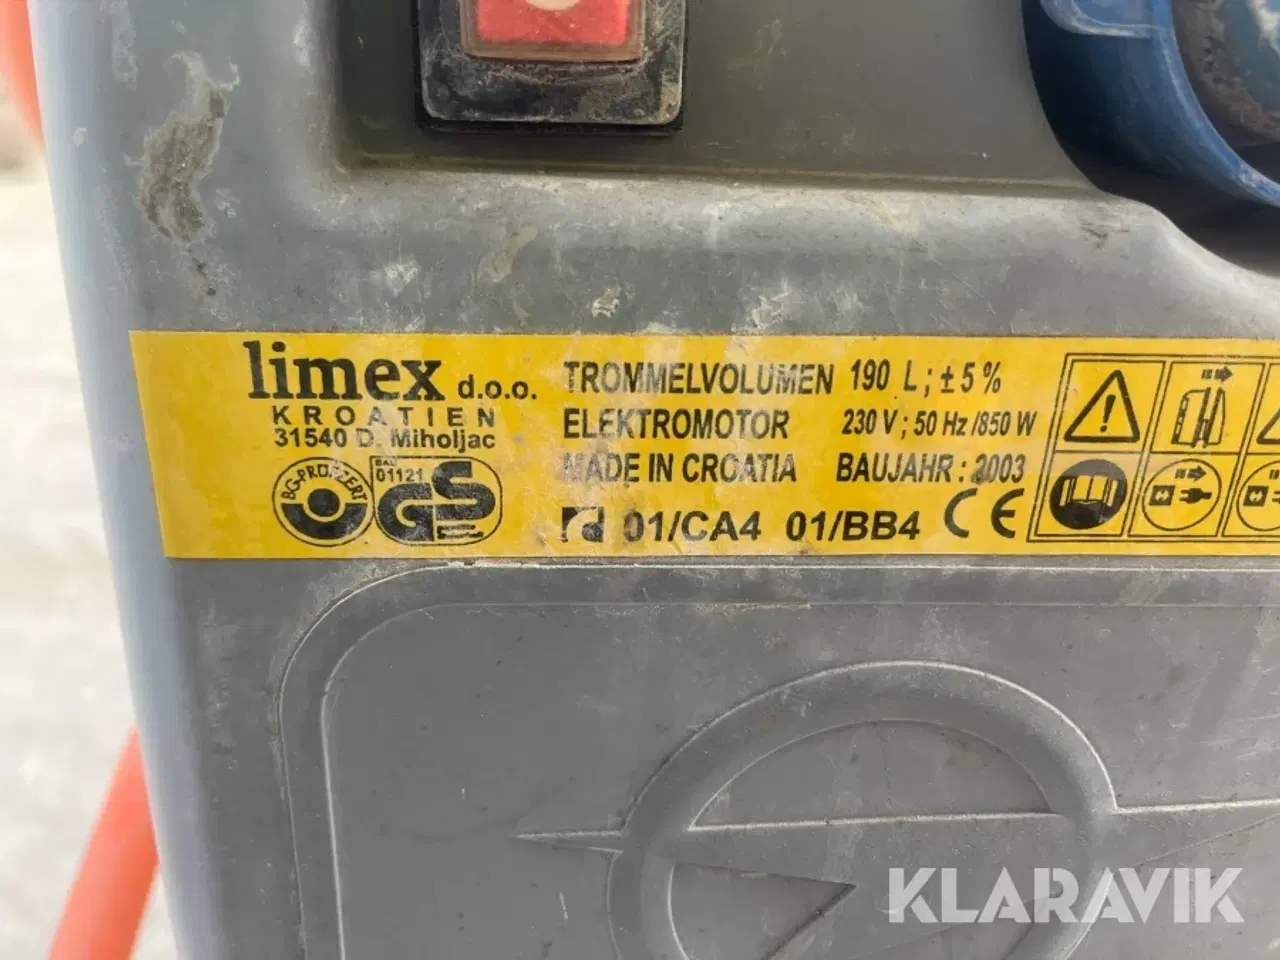 limex d.o.o.
KROATIEN
31540 D. Miholjac
BG-PRÜFZERT
BAU
01121
GS
TROMMELVOLUMEN 190 L; ± 5 %
ELEKTROMOTOR 230 V ; 50 Hz /850 W
MADE IN CROATIA BAUJAHR : 2003
01/CA4 01/BB4 CE
KLARAVIK